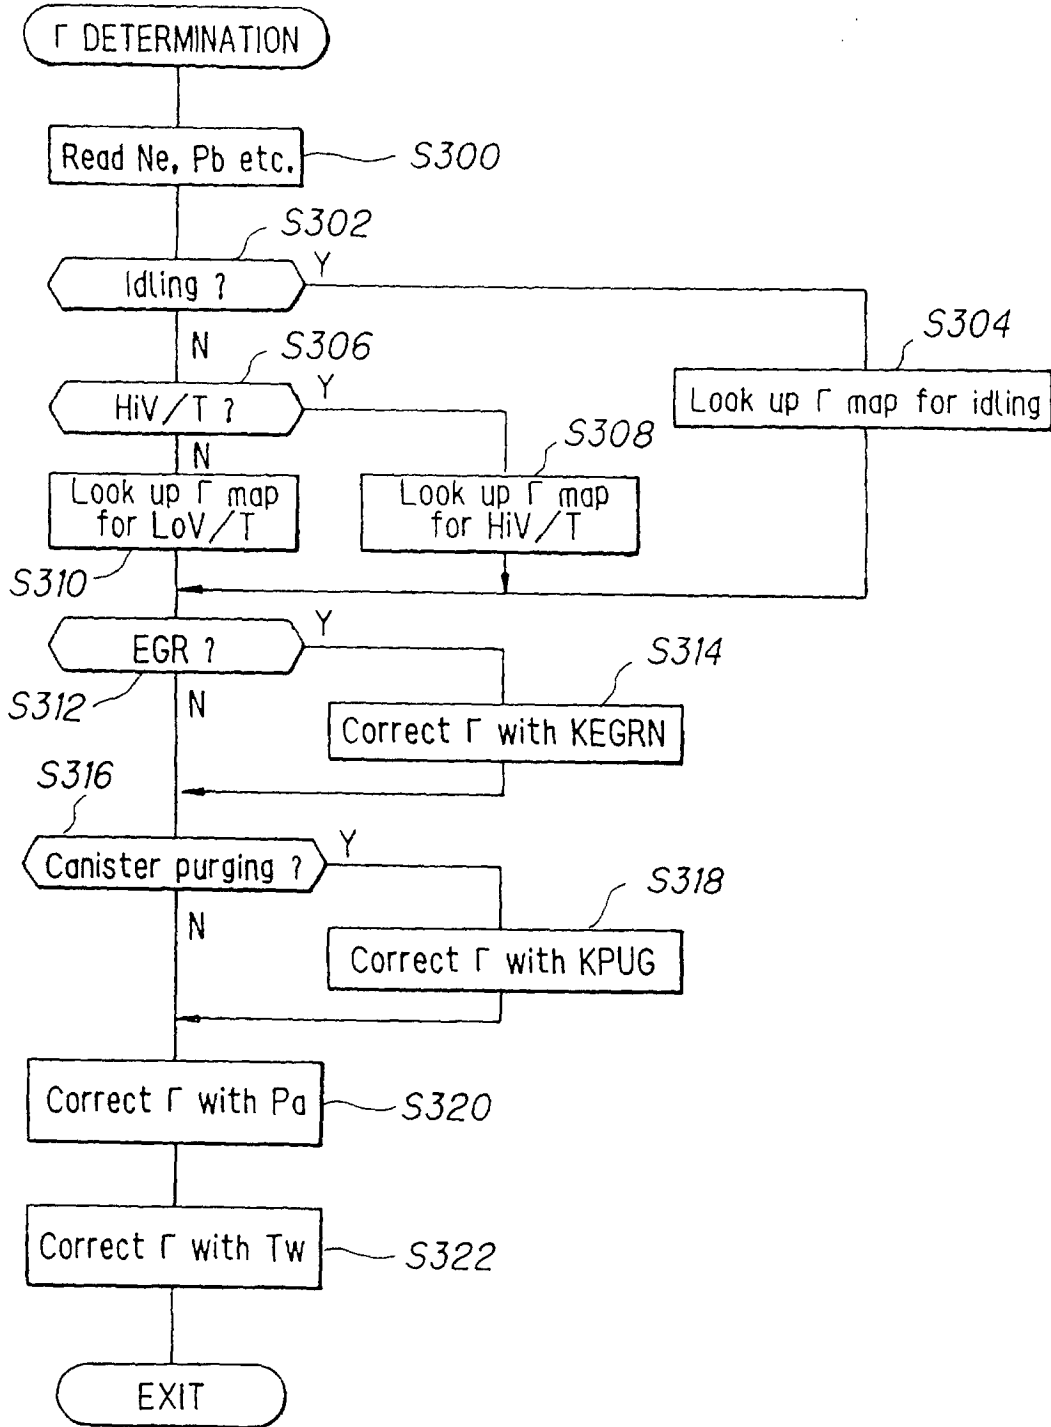 Γ DETERMINATION
Read Ne, Pb etc.
S300
S302
Idling ?
Y
N
S304
Look up Γ map for idling
S306
HiV/T ?
Y
N
S308
Look up Γ map
for HiV/T
Look up Γ map
for LoV/T
S310
EGR ?
Y
S312
N
S314
Correct Γ with KEGRN
S316
Canister purging ?
Y
N
S318
Correct Γ with KPUG
Correct Γ with Pa
S320
Correct Γ with Tw
S322
EXIT